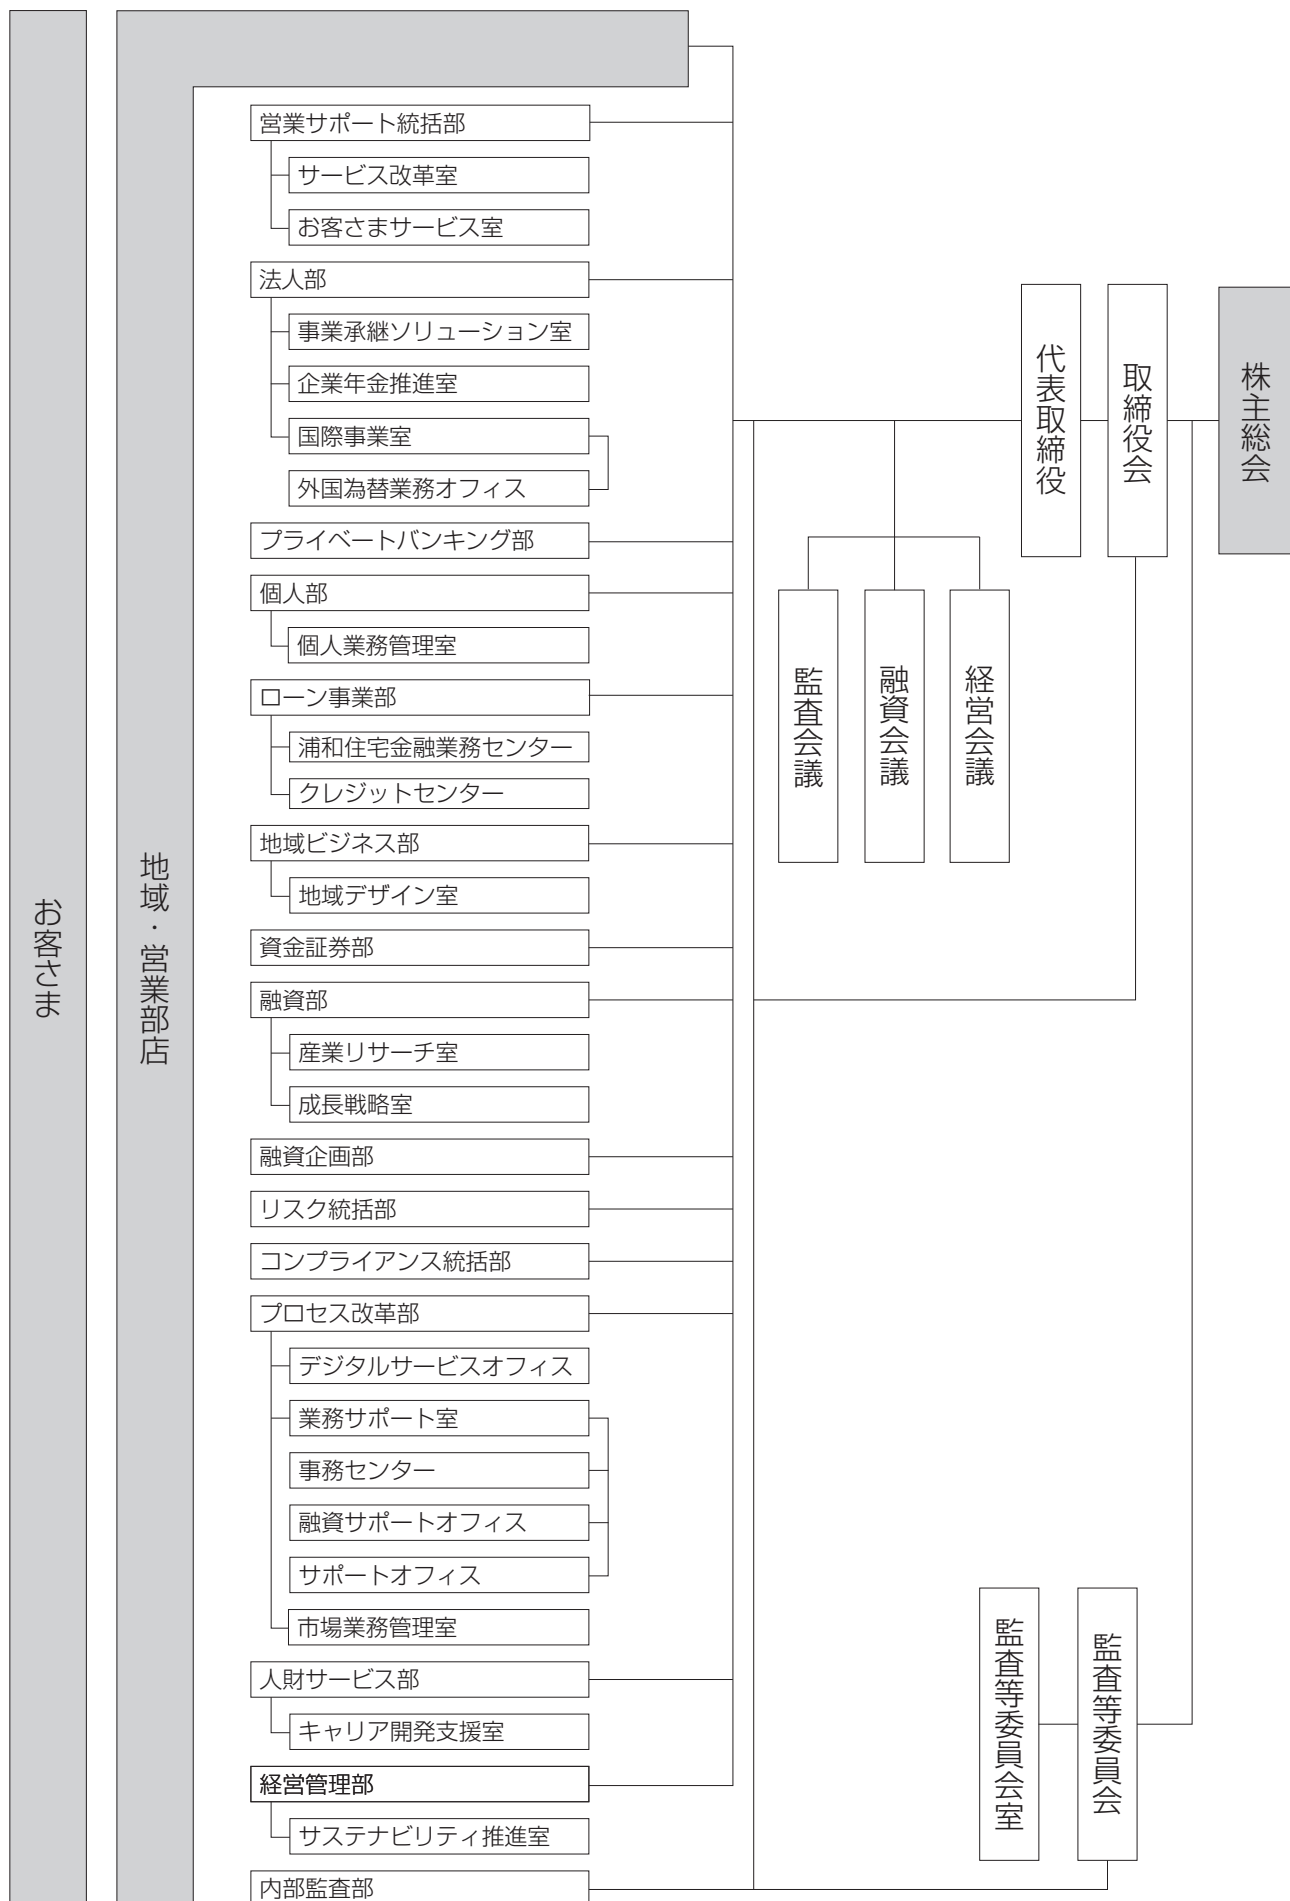 お客さま
地域・営業部店
営業サポート統括部
サービス改革室
お客さまサービス室
法人部
事業承継ソリューション室
企業年金推進室
国際事業室
外国為替業務オフィス
プライベートバンキング部
個人部
個人業務管理室
ローン事業部
浦和住宅金融業務センター
クレジットセンター
地域ビジネス部
地域デザイン室
資金証券部
融資部
産業リサーチ室
成長戦略室
融資企画部
リスク統括部
コンプライアンス統括部
プロセス改革部
デジタルサービスオフィス
業務サポート室
事務センター
融資サポートオフィス
サポートオフィス
市場業務管理室
人財サービス部
キャリア開発支援室
経営管理部
サステナビリティ推進室
内部監査部
監査会議
融資会議
経営会議
代表取締役
取締役会
株主総会
監査等委員会室
監査等委員会